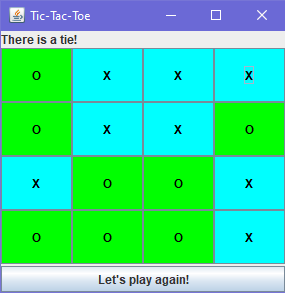 Tic-Tac-Toe
There is a tie!
O X X X
O X X O
X O O X
O O O X
Let's play again!